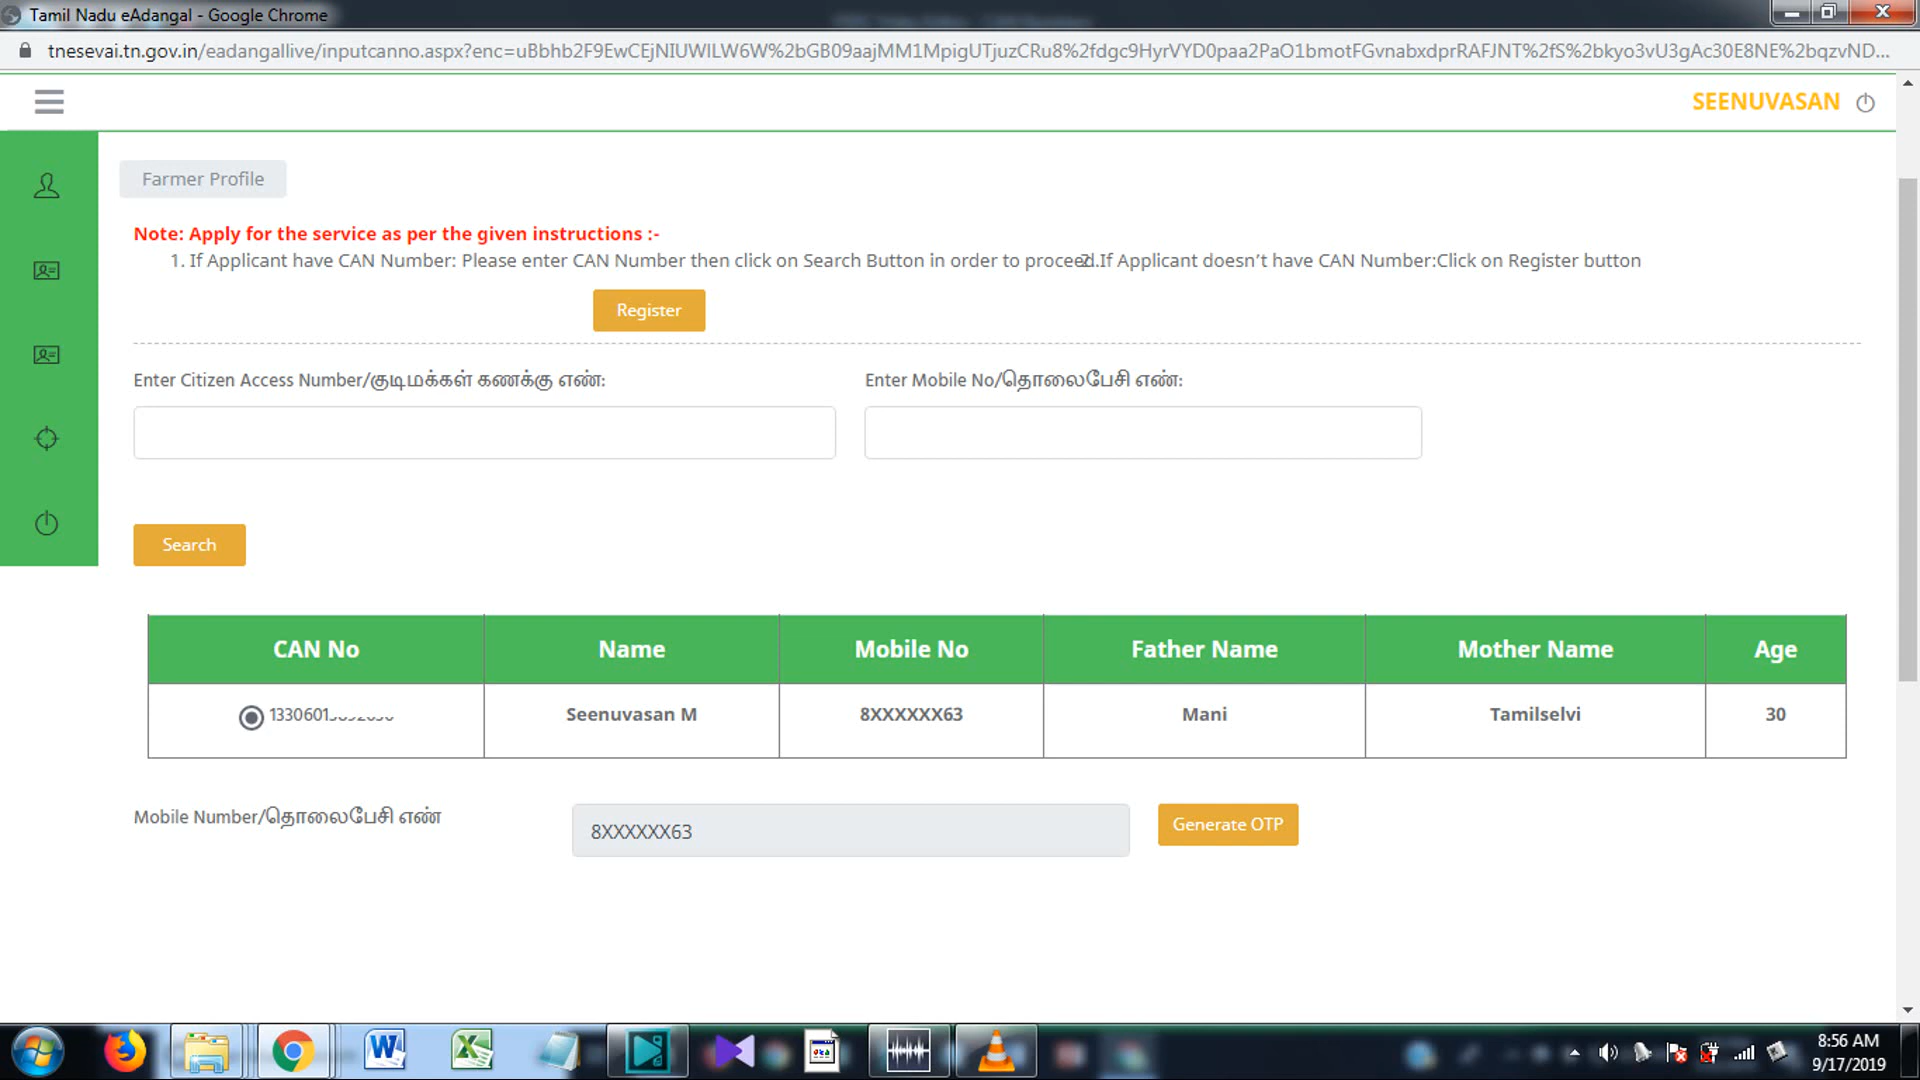 Tamil Nadu eAdangal - Google Chrome
tnesevai.tn.gov.in/eadangallive/inputcanno.aspx?enc=uBbhb2F9EwCEjNIUWILW6W%2bGB09aajMM1MpigUTjuzCRu8%2fdgc9HyrVYD0paa2PaO1bmotFGvnabxdprRAFJNT%2fS%2bkyo3vU3gAc30E8NE%2bqzvND...
SEENUVASAN
Farmer Profile
Note: Apply for the service as per the given instructions :-
1. If Applicant have CAN Number: Please enter CAN Number then click on Search Button in order to proceed. 2. If Applicant doesn't have CAN Number:Click on Register button
Register
Enter Citizen Access Number/குடிமக்கள் கணக்கு எண்: Enter Mobile No/தொலைபேசி எண்:
Search
CAN No Name Mobile No Father Name Mother Name Age
Seenuvasan M 8XXXXXX63 Mani Tamilselvi 30
Mobile Number/தொலைபேசி எண் 8XXXXXX63 Generate OTP
8:56 AM
9/17/2019